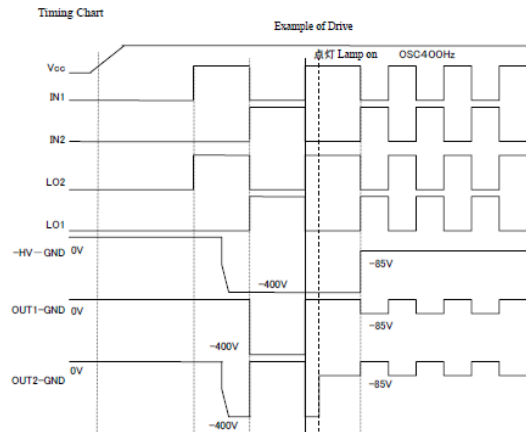 Timing Chart
Example of Drive
点灯 Lamp on OSC400Hz
Vcc
IN1
IN2
LO2
LO1
-HV-GND 0V
-400V
-85V
OUT1-GND 0V
-85V
-400V
OUT2-GND 0V
-85V
-400V